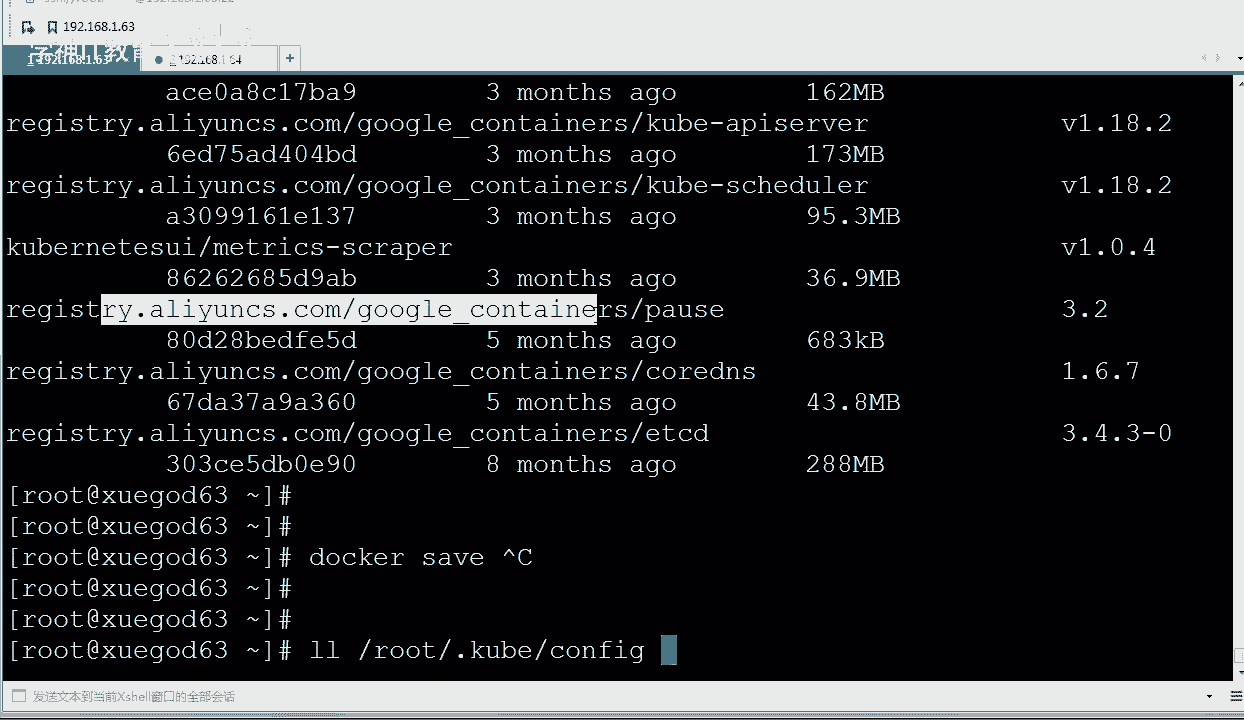 192.168.1.63
学神IT教育
1 192.168.1.63
2 192.168.1.64
+
ace0a8c17ba9 3 months ago 162MB
registry.aliyuncs.com/google_containers/kube-apiserver v1.18.2
6ed75ad404bd 3 months ago 173MB
registry.aliyuncs.com/google_containers/kube-scheduler v1.18.2
a3099161e137 3 months ago 95.3MB
kubernetesui/metrics-scraper v1.0.4
86262685d9ab 3 months ago 36.9MB
registry.aliyuncs.com/google_containers/pause 3.2
80d28bedfe5d 5 months ago 683kB
registry.aliyuncs.com/google_containers/coredns 1.6.7
67da37a9a360 5 months ago 43.8MB
registry.aliyuncs.com/google_containers/etcd 3.4.3-0
303ce5db0e90 8 months ago 288MB
[root@xuegod63 ~]#
[root@xuegod63 ~]#
[root@xuegod63 ~]# docker save ^C
[root@xuegod63 ~]#
[root@xuegod63 ~]#
[root@xuegod63 ~]# ll /root/.kube/config
发送文本到当前Xshell窗口的全部会话